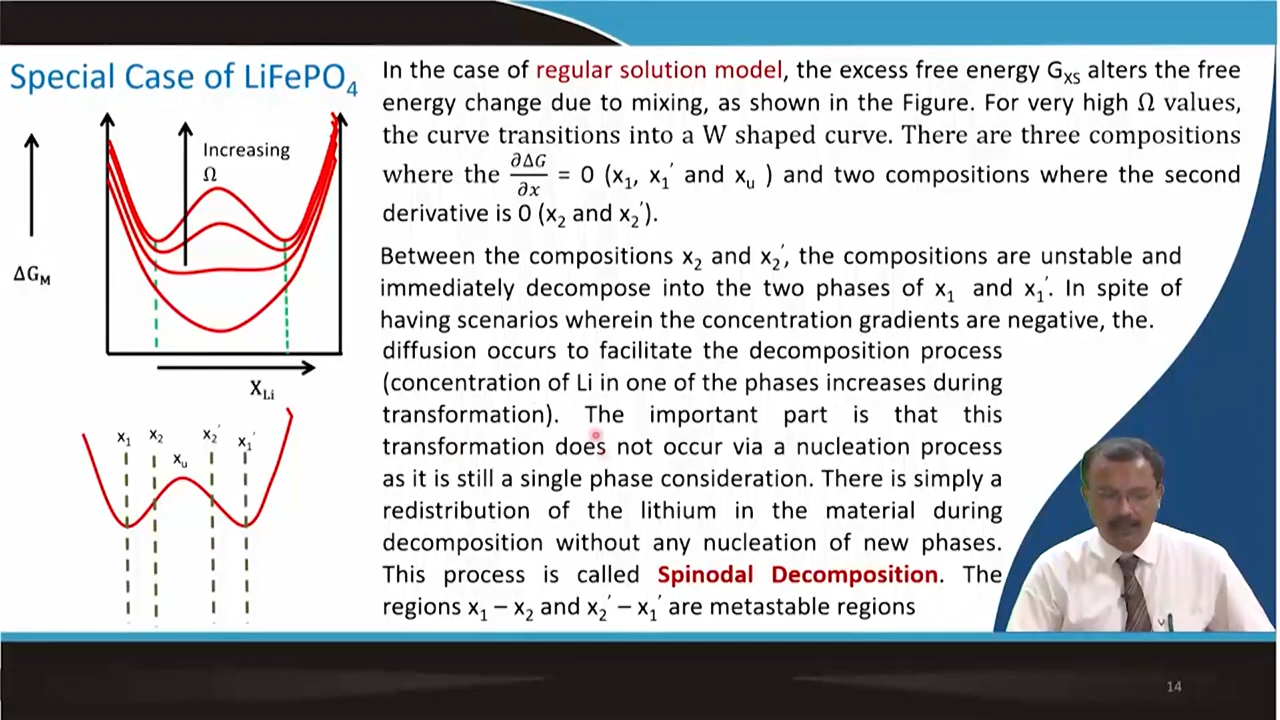 Special Case of LiFePO4
Increasing
Ω
ΔGM
XLi
x1 x2 x2′ x1′
xu
In the case of regular solution model, the excess free energy GXS alters the free
energy change due to mixing, as shown in the Figure. For very high Ω values,
the curve transitions into a W shaped curve. There are three compositions
where the ∂ΔG/∂x = 0 (x1, x1′ and xu ) and two compositions where the second
derivative is 0 (x2 and x2′).
Between the compositions x2 and x2′, the compositions are unstable and
immediately decompose into the two phases of x1 and x1′. In spite of
having scenarios wherein the concentration gradients are negative, the.
diffusion occurs to facilitate the decomposition process
(concentration of Li in one of the phases increases during
transformation). The important part is that this
transformation does not occur via a nucleation process
as it is still a single phase consideration. There is simply a
redistribution of the lithium in the material during
decomposition without any nucleation of new phases.
This process is called Spinodal Decomposition. The
regions x1 – x2 and x2′ – x1′ are metastable regions
14